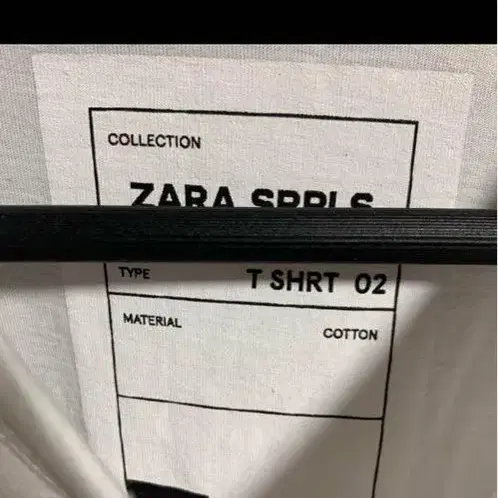 COLLECTION
ZARA SRPLS
TYPE T SHRT 02
MATERIAL COTTON